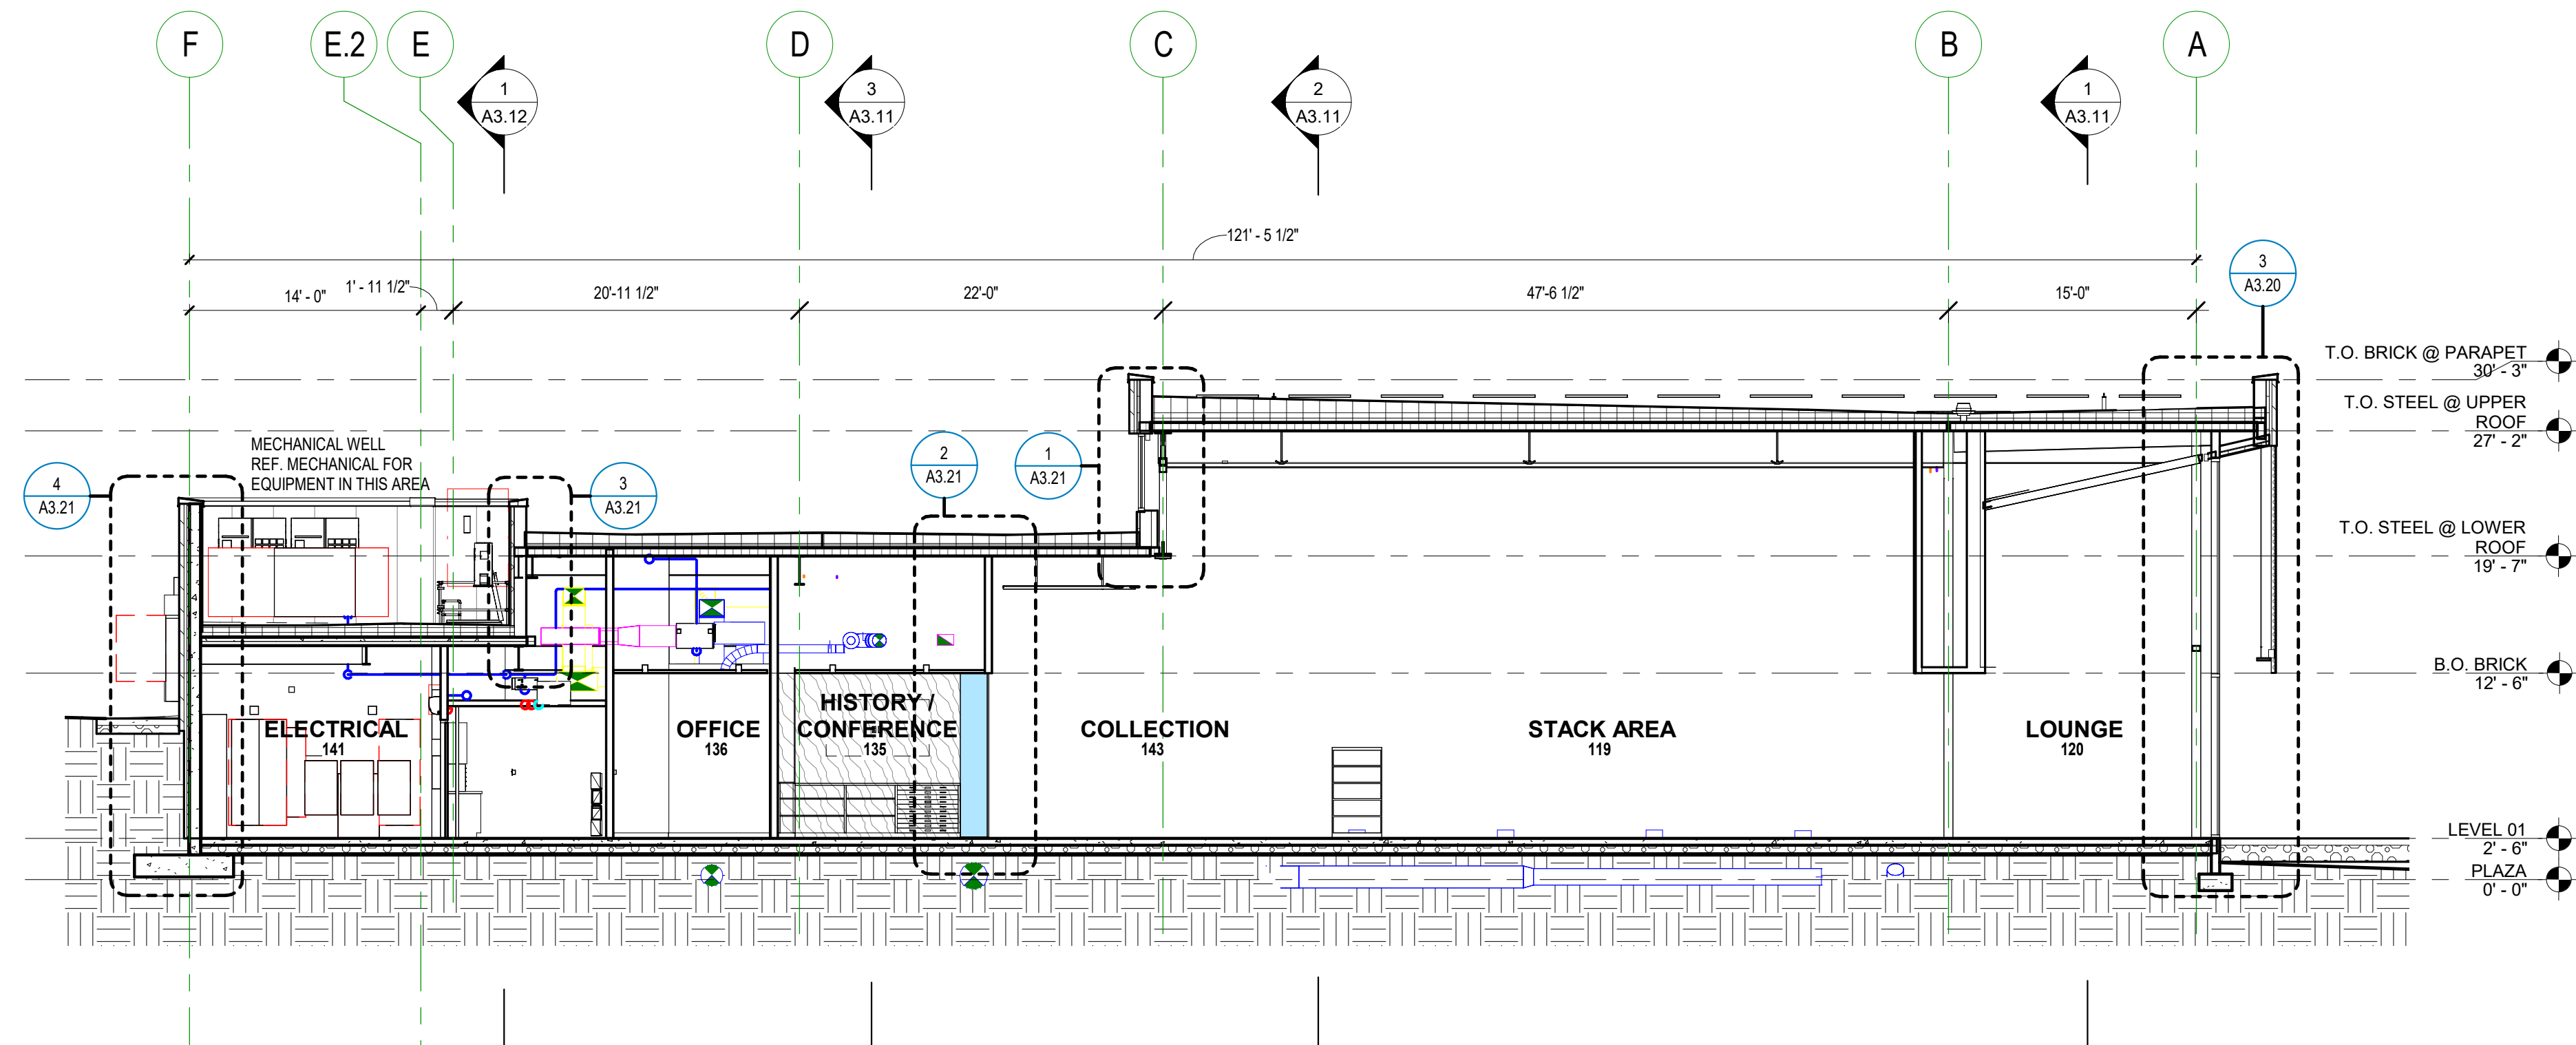 F
E.2
E
D
C
B
A
1
A3.12
3
A3.11
2
A3.11
1
A3.11
121' - 5 1/2"
3
A3.20
14' - 0"
1' - 11 1/2"
20'-11 1/2"
22'-0"
47'-6 1/2"
15'-0"
T.O. BRICK @ PARAPET
30' - 3"
T.O. STEEL @ UPPER
ROOF
27' - 2"
MECHANICAL WELL
REF. MECHANICAL FOR
EQUIPMENT IN THIS AREA
4
A3.21
3
A3.21
2
A3.21
1
A3.21
T.O. STEEL @ LOWER
ROOF
19' - 7"
B.O. BRICK
12' - 6"
ELECTRICAL
141
OFFICE
136
HISTORY /
CONFERENCE
135
COLLECTION
143
STACK AREA
119
LOUNGE
120
LEVEL 01
2' - 6"
PLAZA
0' - 0"